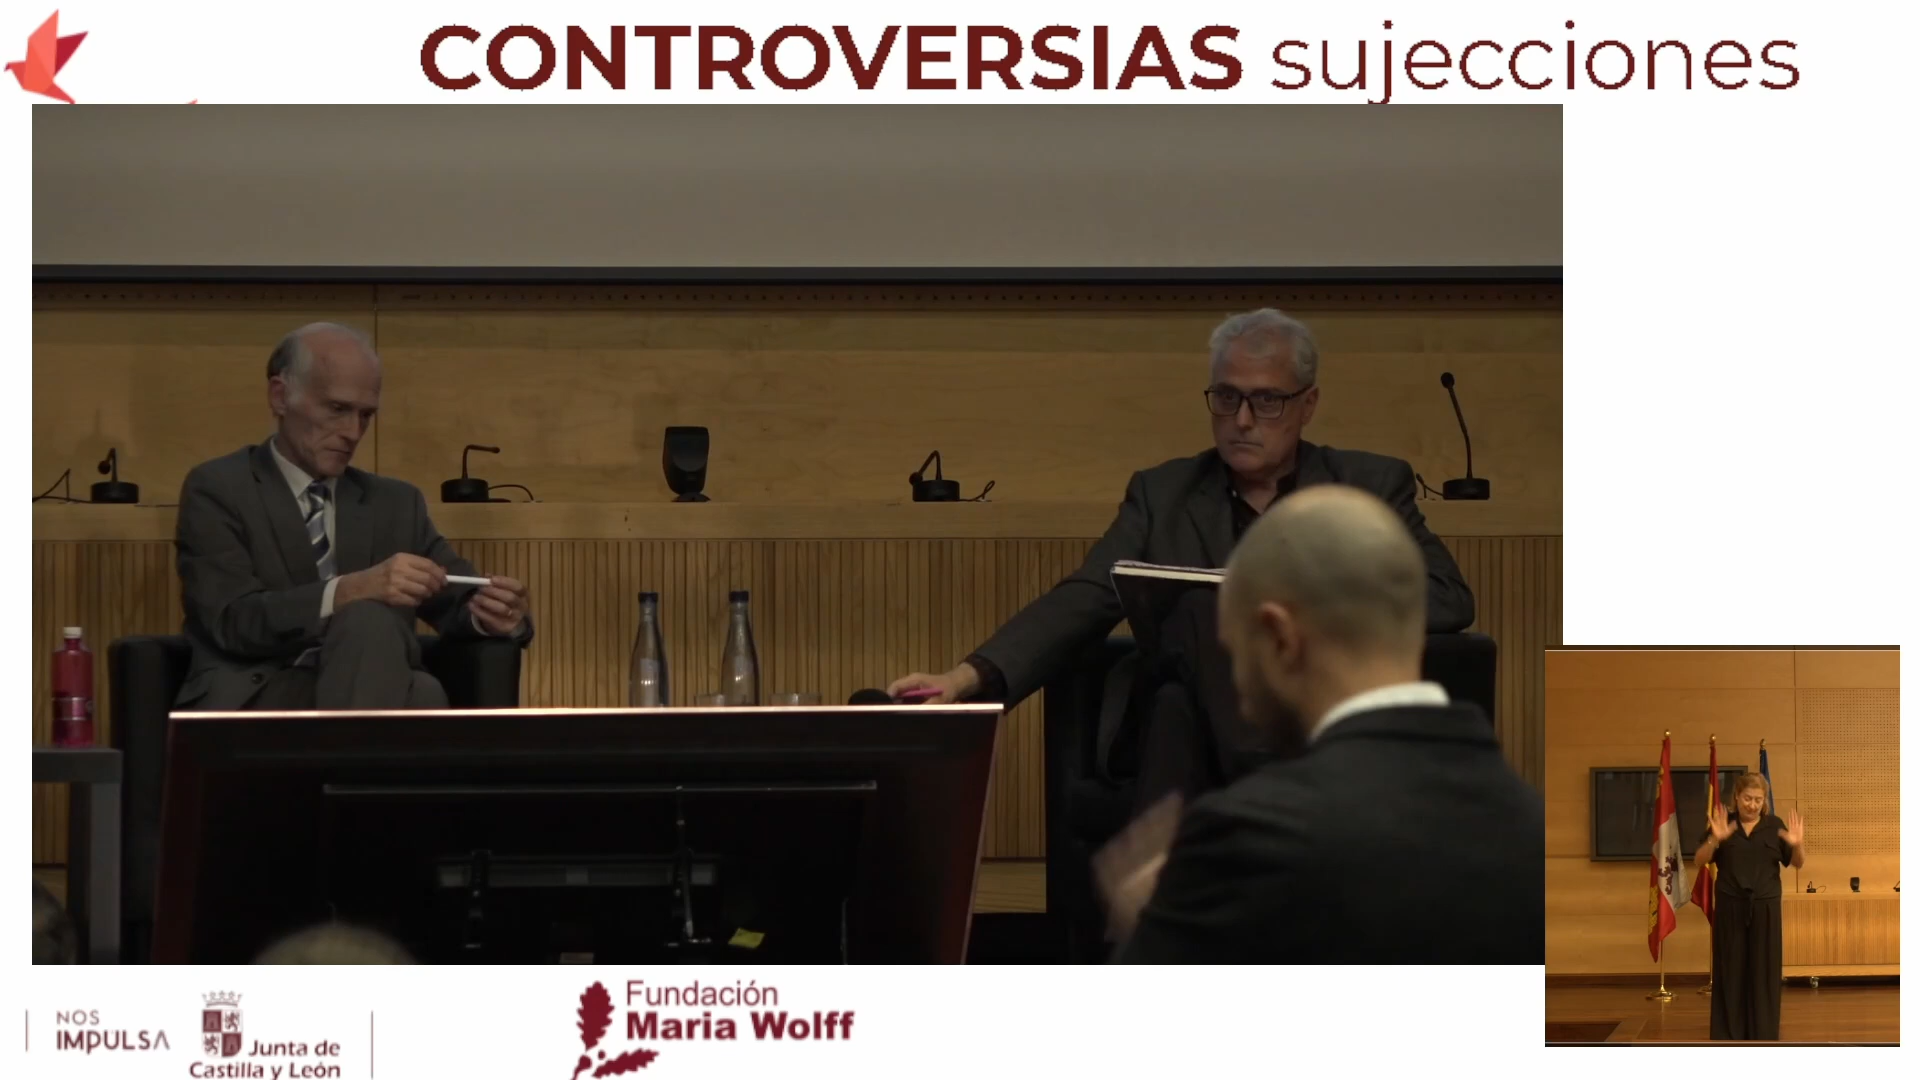 CONTROVERSIAS sujecciones
NOS
IMPULSA
Junta de
Castilla y León
Fundación
Maria Wolff